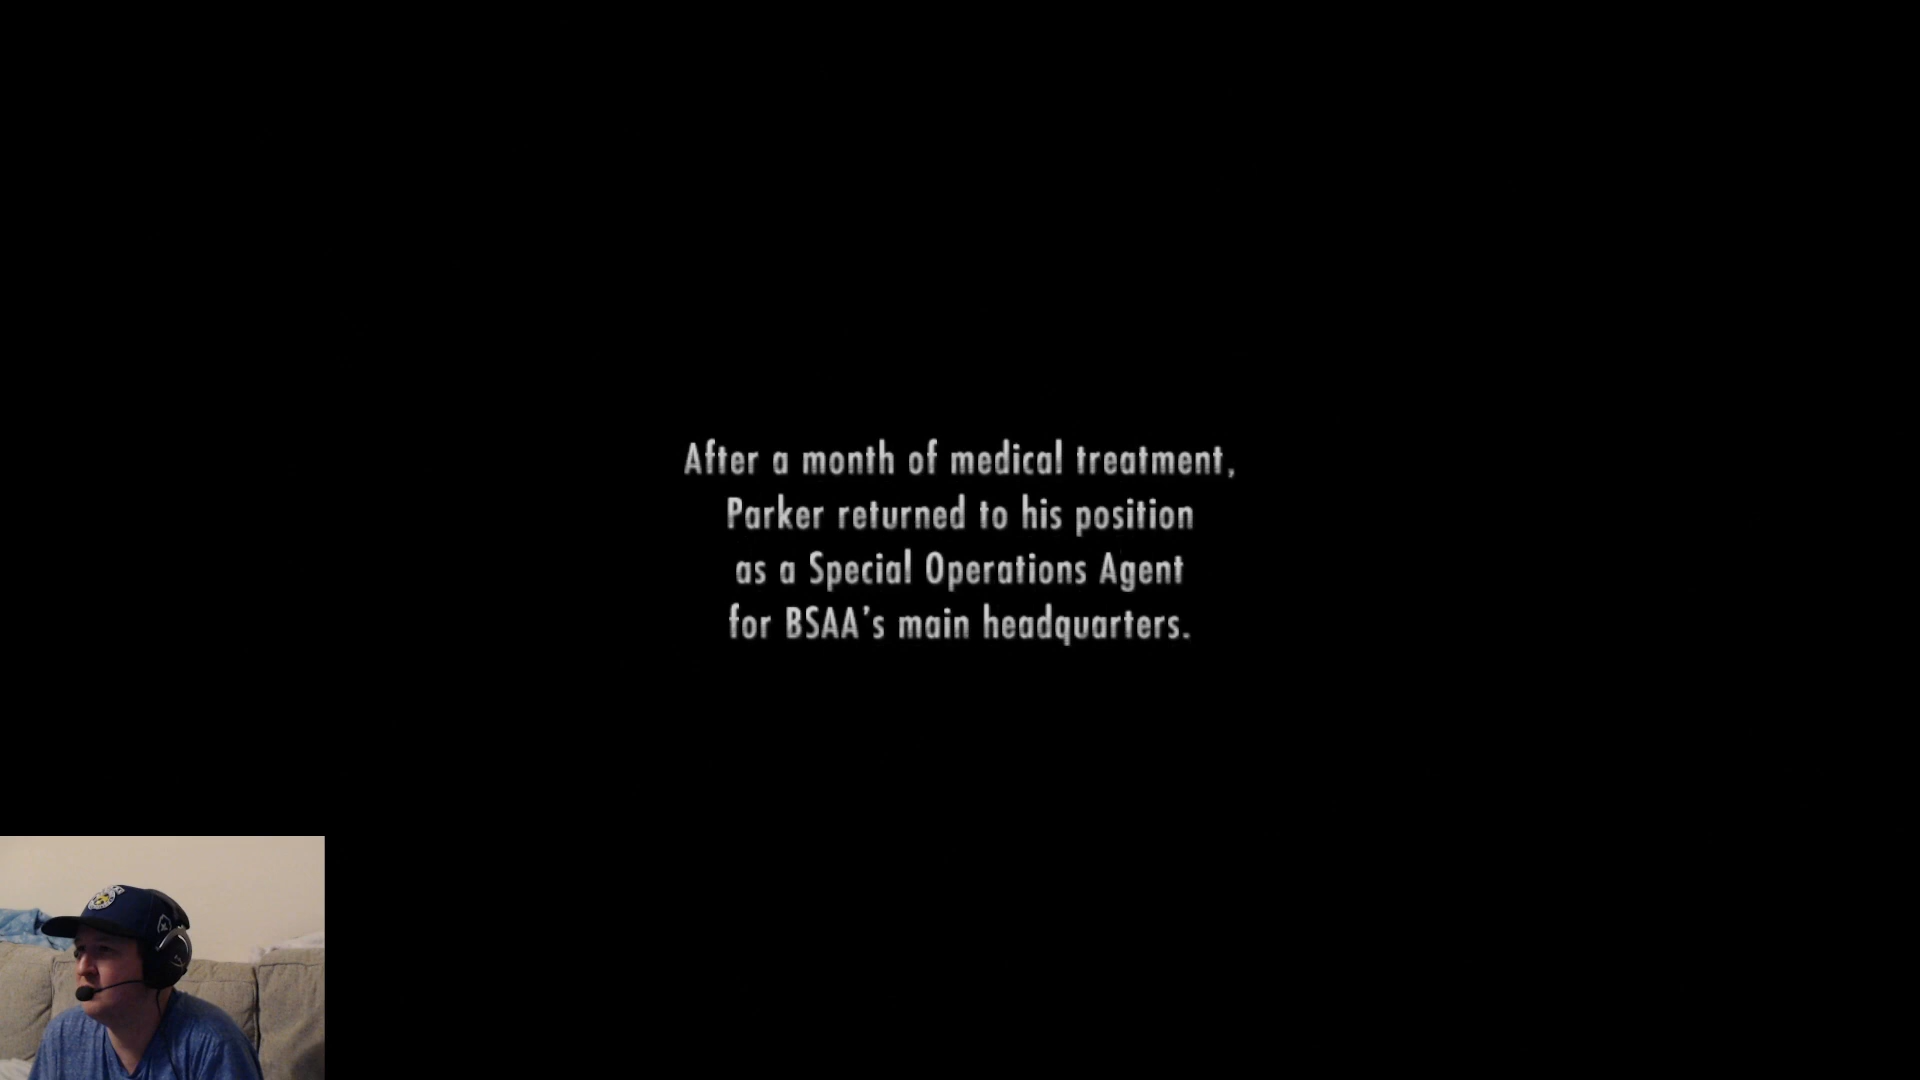 After a month of medical treatment,
Parker returned to his position
as a Special Operations Agent
for BSAA's main headquarters.